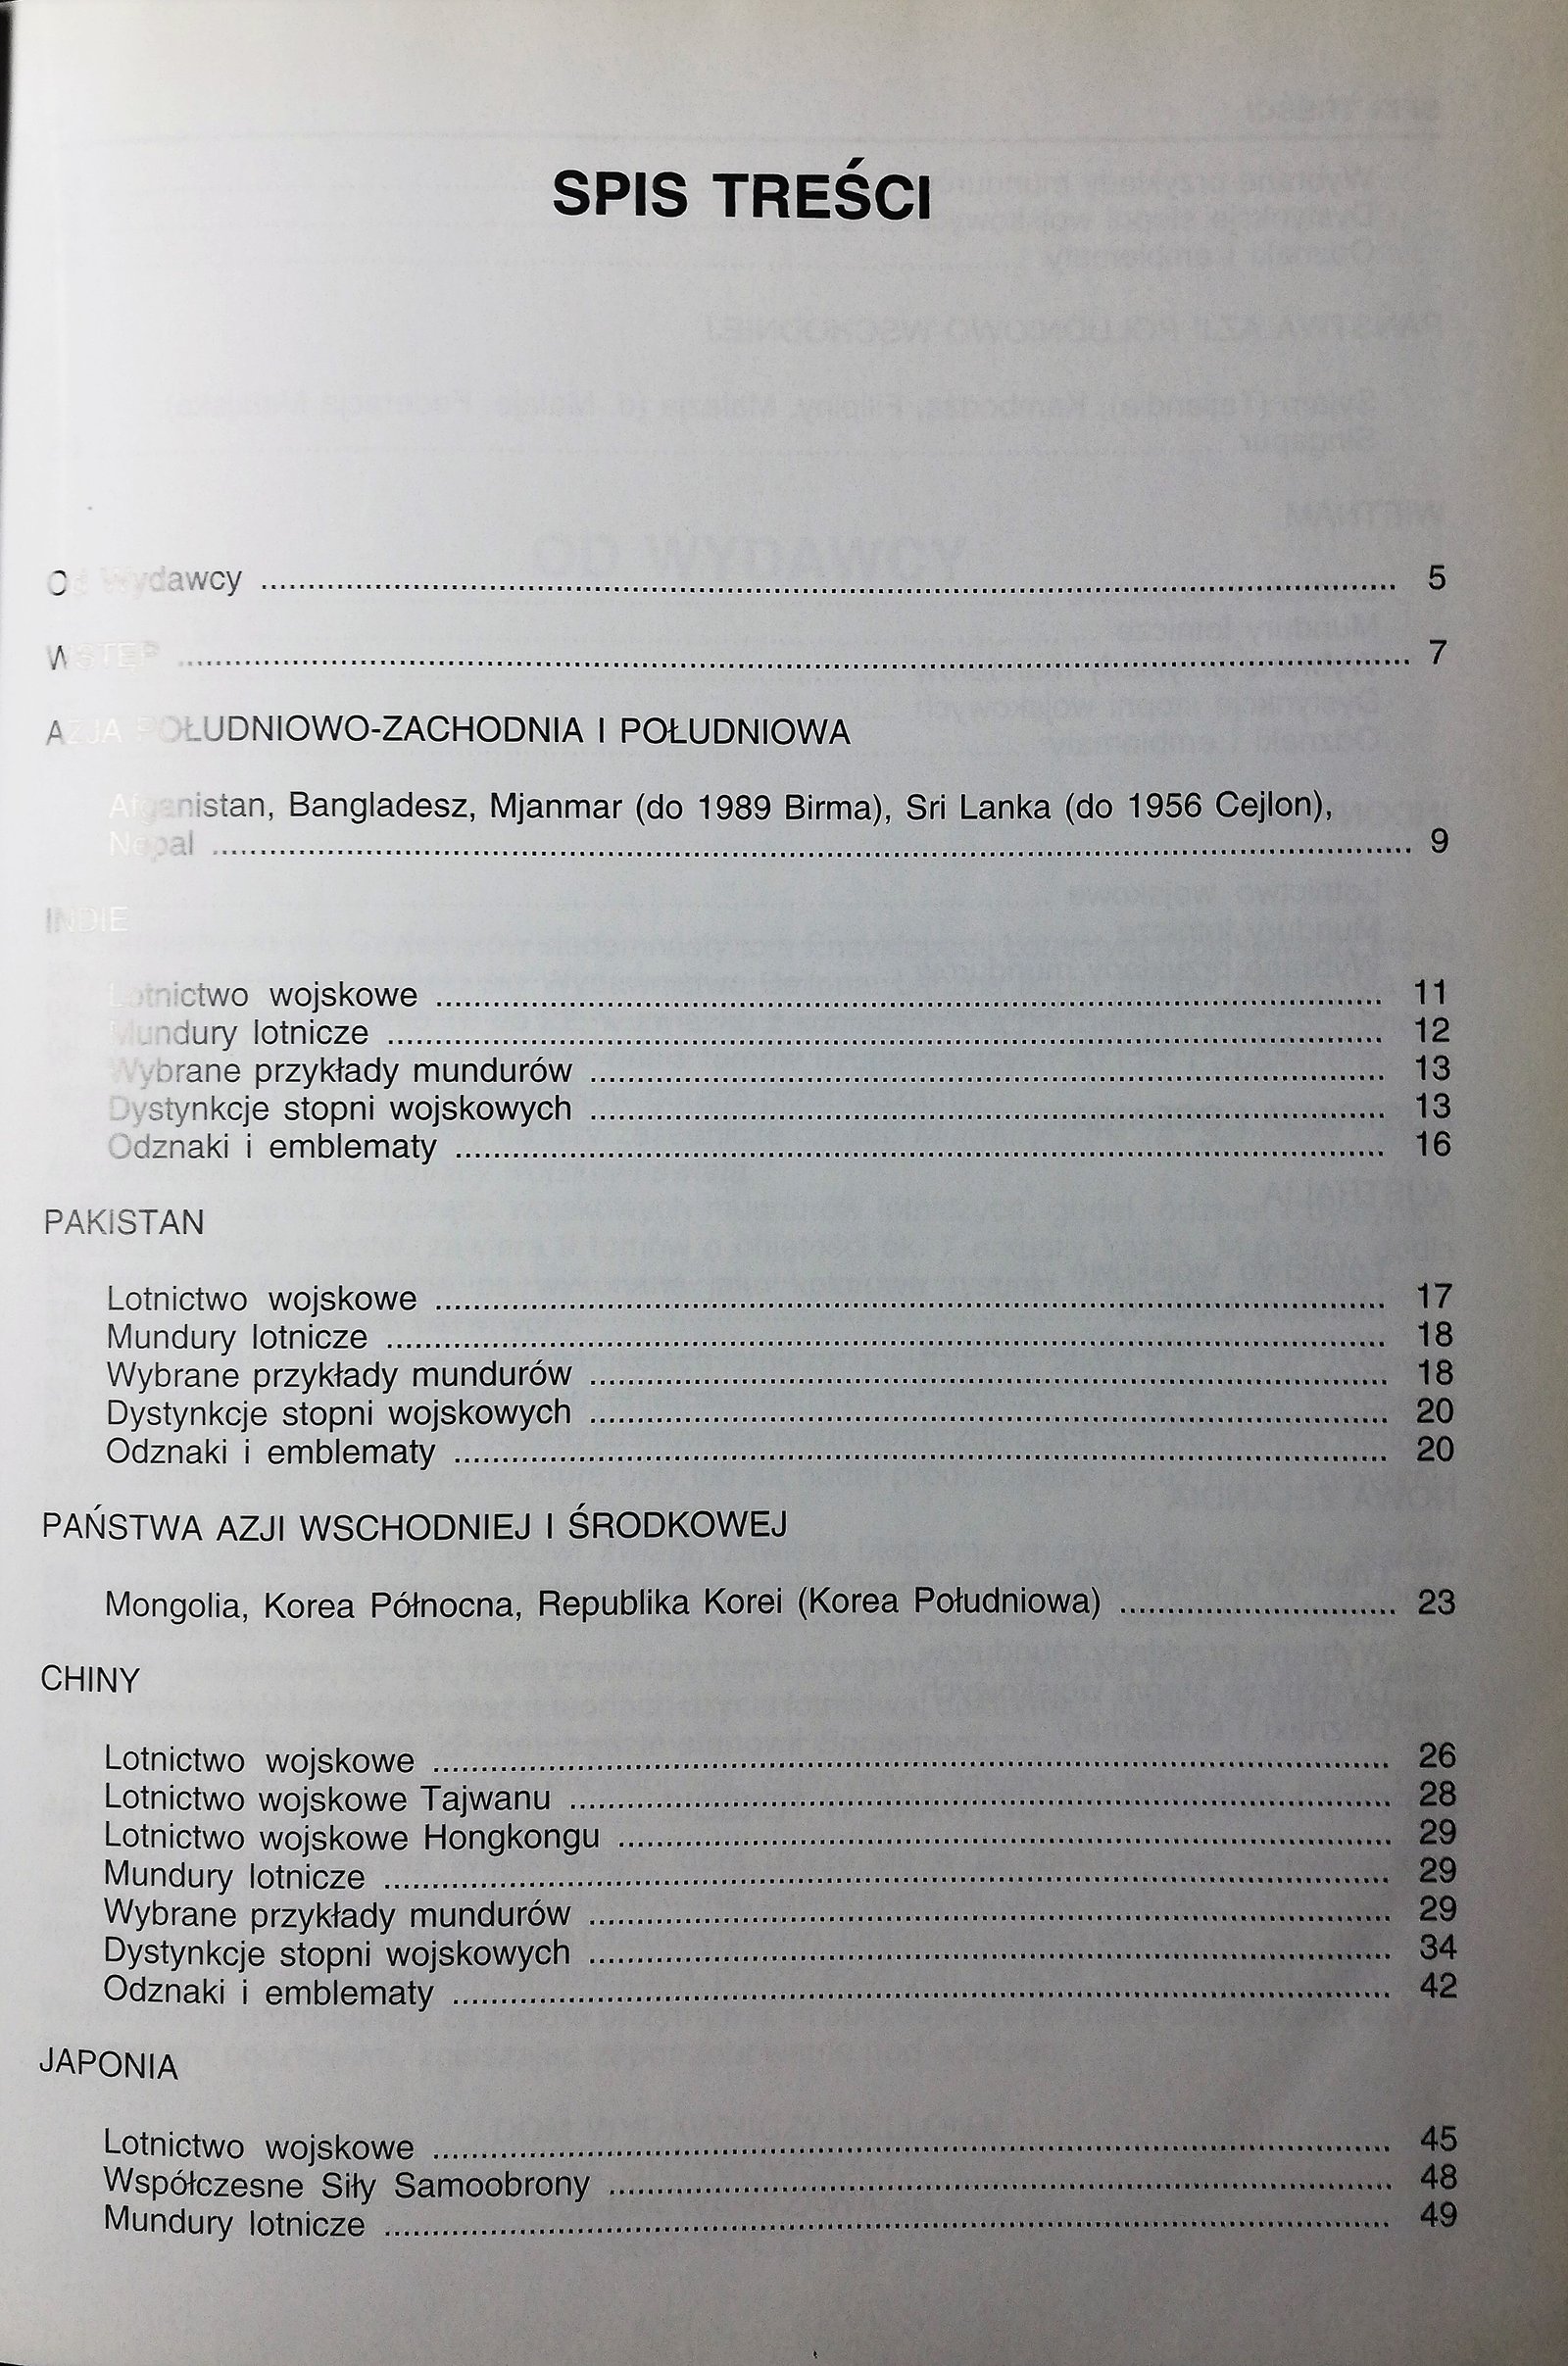 SPIS TREŚCI
Od Wydawcy ........ 5
WSTĘP ........ 7
AZJA POŁUDNIOWO-ZACHODNIA I POŁUDNIOWA
Afganistan, Bangladesz, Mjanmar (do 1989 Birma), Sri Lanka (do 1956 Cejlon),
Nepal ........ 9
INDIE
Lotnictwo wojskowe ........ 11
Mundury lotnicze ........ 12
Wybrane przykłady mundurów ........ 13
Dystynkcje stopni wojskowych ........ 13
Odznaki i emblematy ........ 16
PAKISTAN
Lotnictwo wojskowe ........ 17
Mundury lotnicze ........ 18
Wybrane przykłady mundurów ........ 18
Dystynkcje stopni wojskowych ........ 20
Odznaki i emblematy ........ 20
PAŃSTWA AZJI WSCHODNIEJ I ŚRODKOWEJ
Mongolia, Korea Północna, Republika Korei (Korea Południowa) ........ 23
CHINY
Lotnictwo wojskowe ........ 26
Lotnictwo wojskowe Tajwanu ........ 28
Lotnictwo wojskowe Hongkongu ........ 29
Mundury lotnicze ........ 29
Wybrane przykłady mundurów ........ 29
Dystynkcje stopni wojskowych ........ 34
Odznaki i emblematy ........ 42
JAPONIA
Lotnictwo wojskowe ........ 45
Współczesne Siły Samoobrony ........ 48
Mundury lotnicze ........ 49